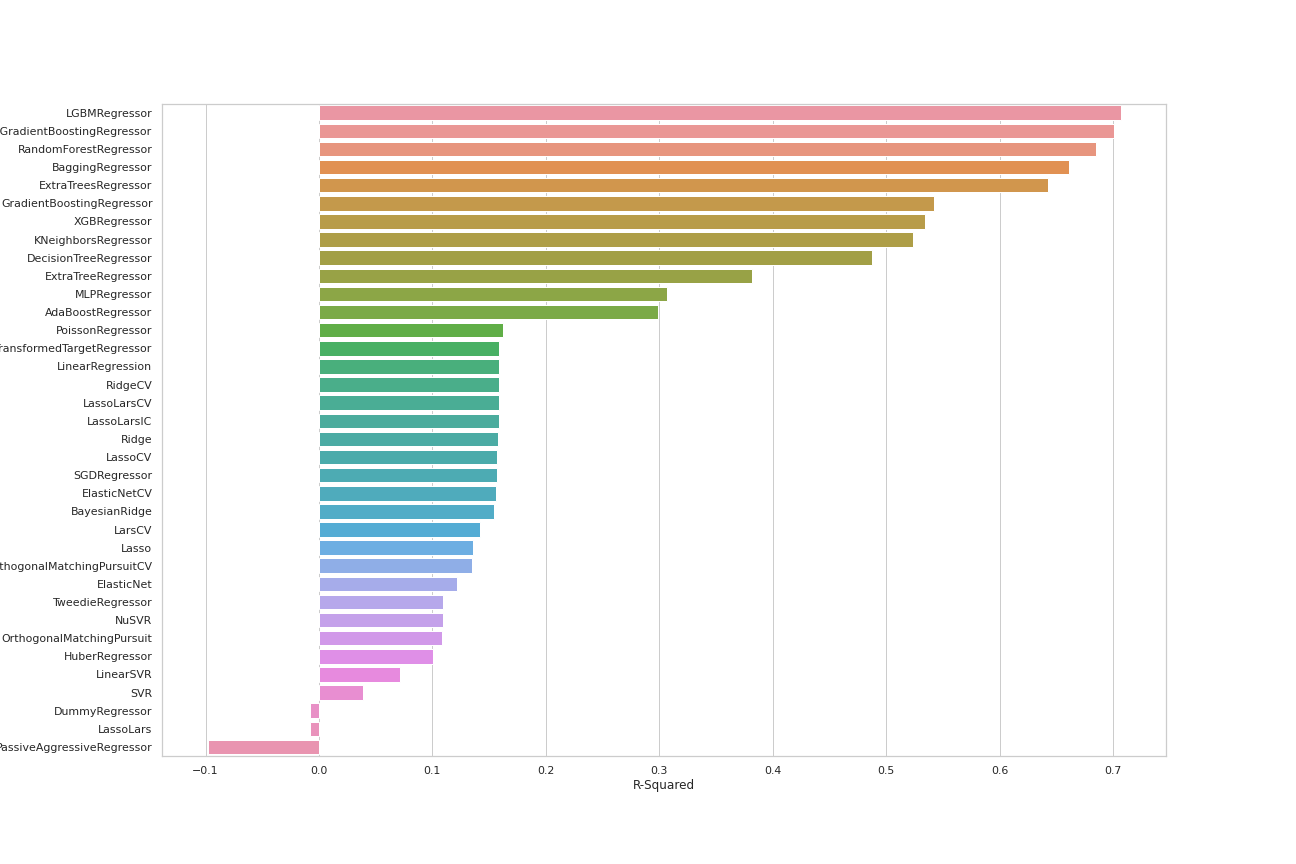 LGBMRegressor
GradientBoostingRegressor
RandomForestRegressor
BaggingRegressor
ExtraTreesRegressor
GradientBoostingRegressor
XGBRegressor
KNeighborsRegressor
DecisionTreeRegressor
ExtraTreeRegressor
MLPRegressor
AdaBoostRegressor
PoissonRegressor
ransformedTargetRegressor
LinearRegression
RidgeCV
LassoLarsCV
LassoLarsIC
Ridge
LassoCV
SGDRegressor
ElasticNetCV
BayesianRidge
LarsCV
Lasso
thogonalMatchingPursuitCV
ElasticNet
TweedieRegressor
NuSVR
OrthogonalMatchingPursuit
HuberRegressor
LinearSVR
SVR
DummyRegressor
LassoLars
PassiveAggressiveRegressor
−0.1 0.0 0.1 0.2 0.3 0.4 0.5 0.6 0.7
R-Squared